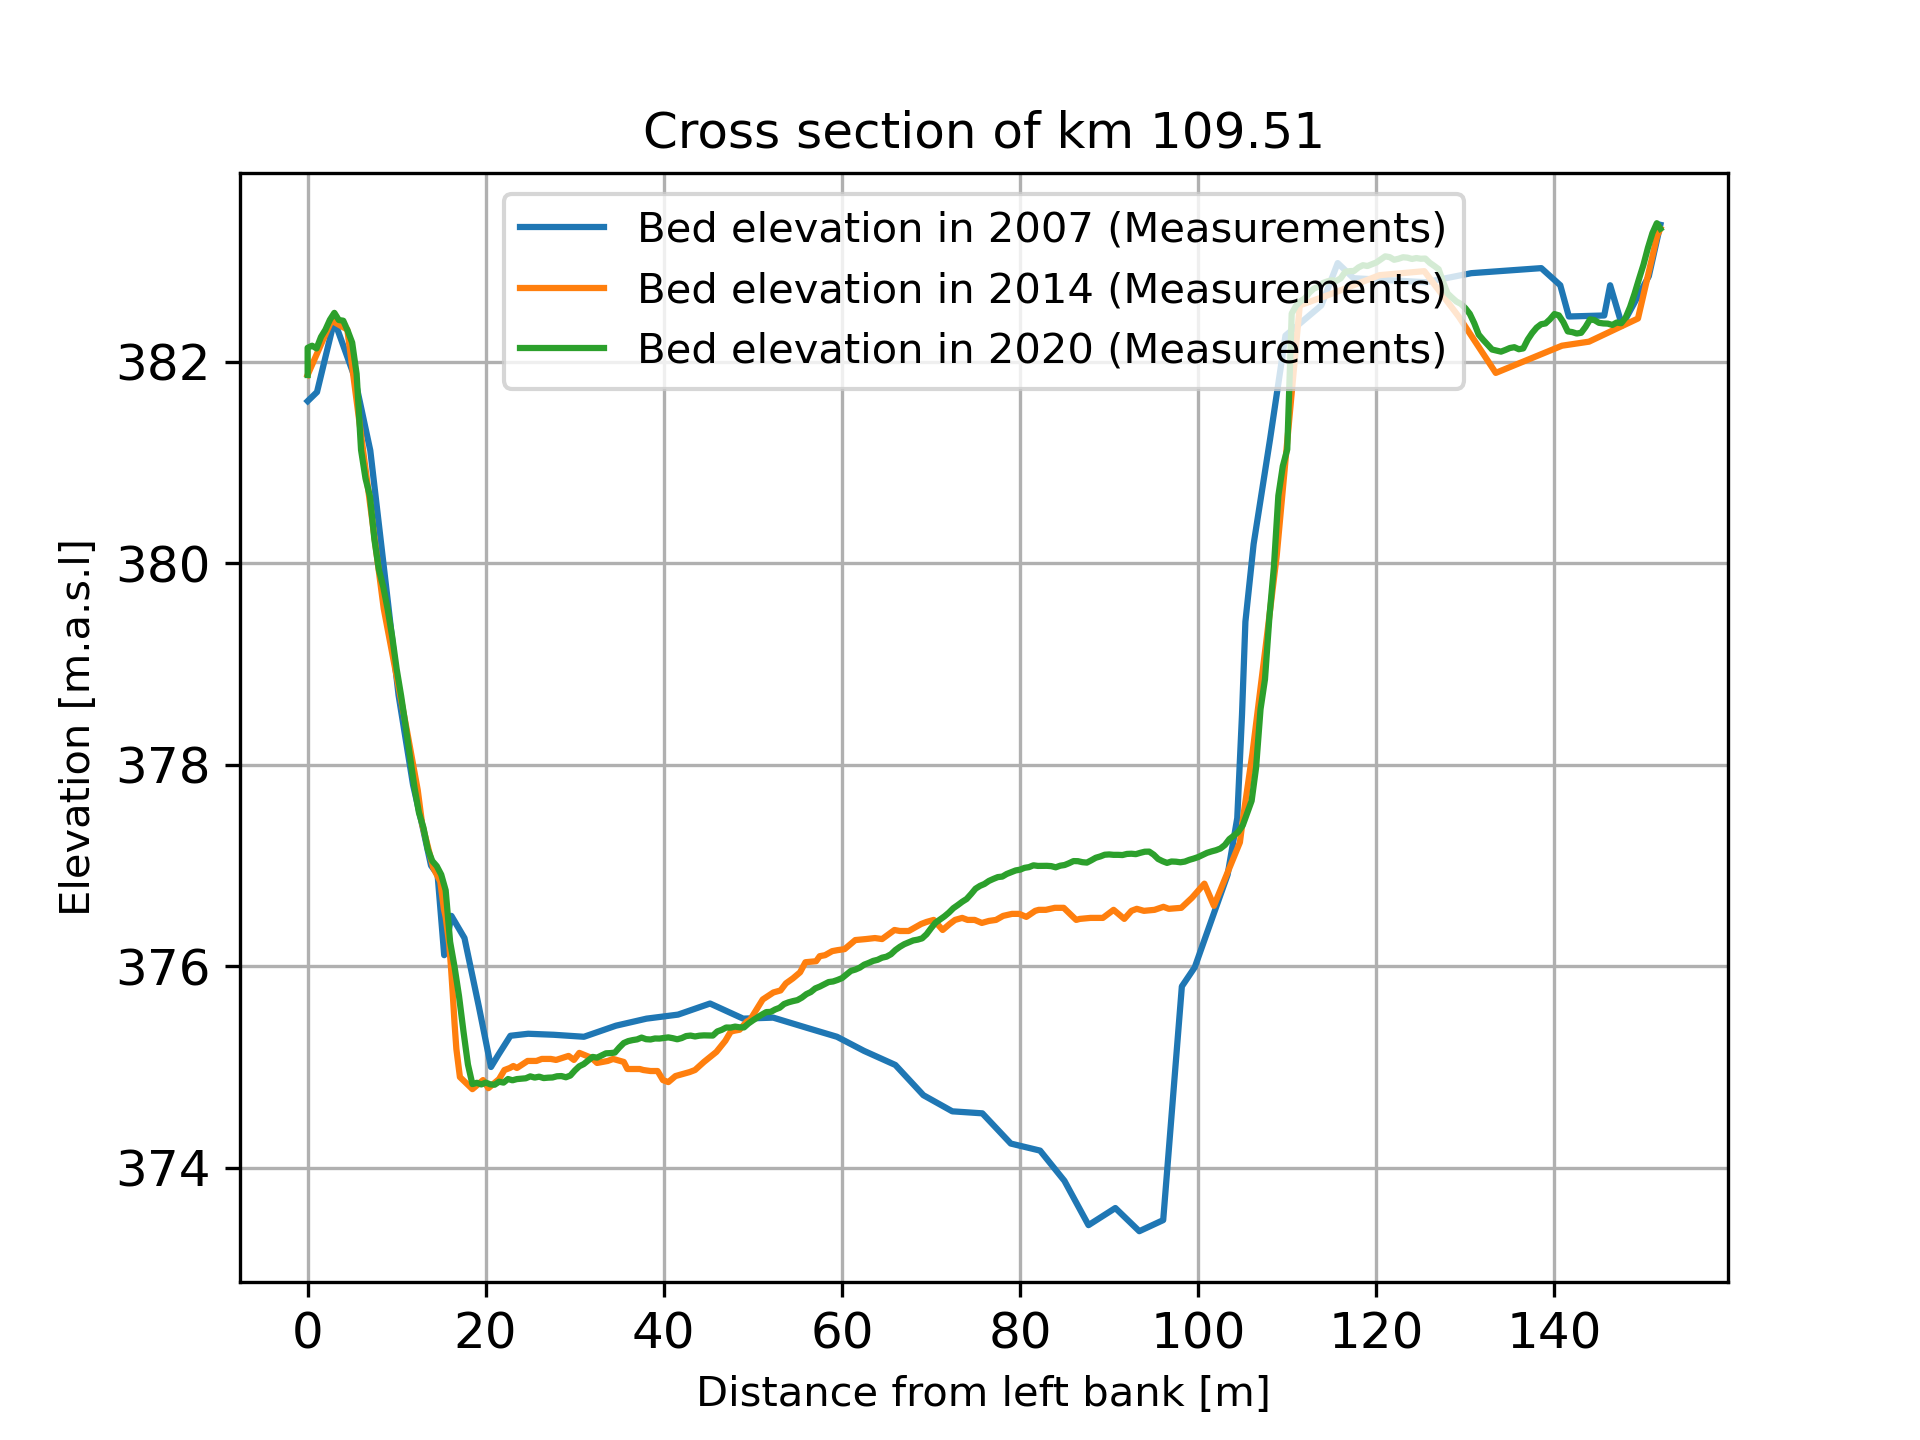 Cross section of km 109.51
Bed elevation in 2007 (Measurements)
Bed elevation in 2014 (Measurements)
Bed elevation in 2020 (Measurements)
Elevation [m.a.s.l]
382
380
378
376
374
0 20 40 60 80 100 120 140
Distance from left bank [m]